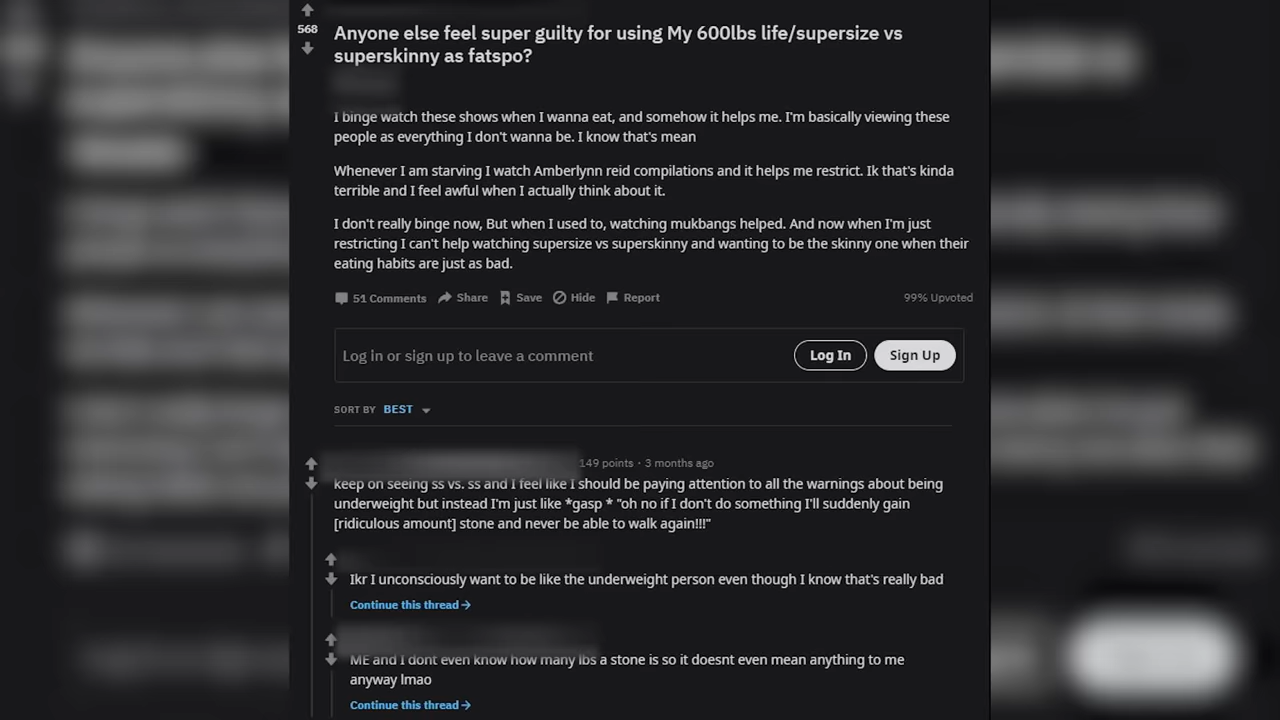 568
Anyone else feel super guilty for using My 600lbs life/supersize vs
superskinny as fatspo?
I binge watch these shows when I wanna eat, and somehow it helps me. I'm basically viewing these
people as everything I don't wanna be. I know that's mean
Whenever I am starving I watch Amberlynn reid compilations and it helps me restrict. Ik that's kinda
terrible and I feel awful when I actually think about it.
I don't really binge now, But when I used to, watching mukbangs helped. And now when I'm just
restricting I can't help watching supersize vs superskinny and wanting to be the skinny one when their
eating habits are just as bad.
51 Comments Share Save Hide Report 99% Upvoted
Log in or sign up to leave a comment Log In Sign Up
SORT BY BEST
149 points · 3 months ago
keep on seeing ss vs. ss and I feel like I should be paying attention to all the warnings about being
underweight but instead I'm just like *gasp * "oh no if I don't do something I'll suddenly gain
[ridiculous amount] stone and never be able to walk again!!!"
Ikr I unconsciously want to be like the underweight person even though I know that's really bad
Continue this thread →
ME and I dont even know how many lbs a stone is so it doesnt even mean anything to me
anyway lmao
Continue this thread →